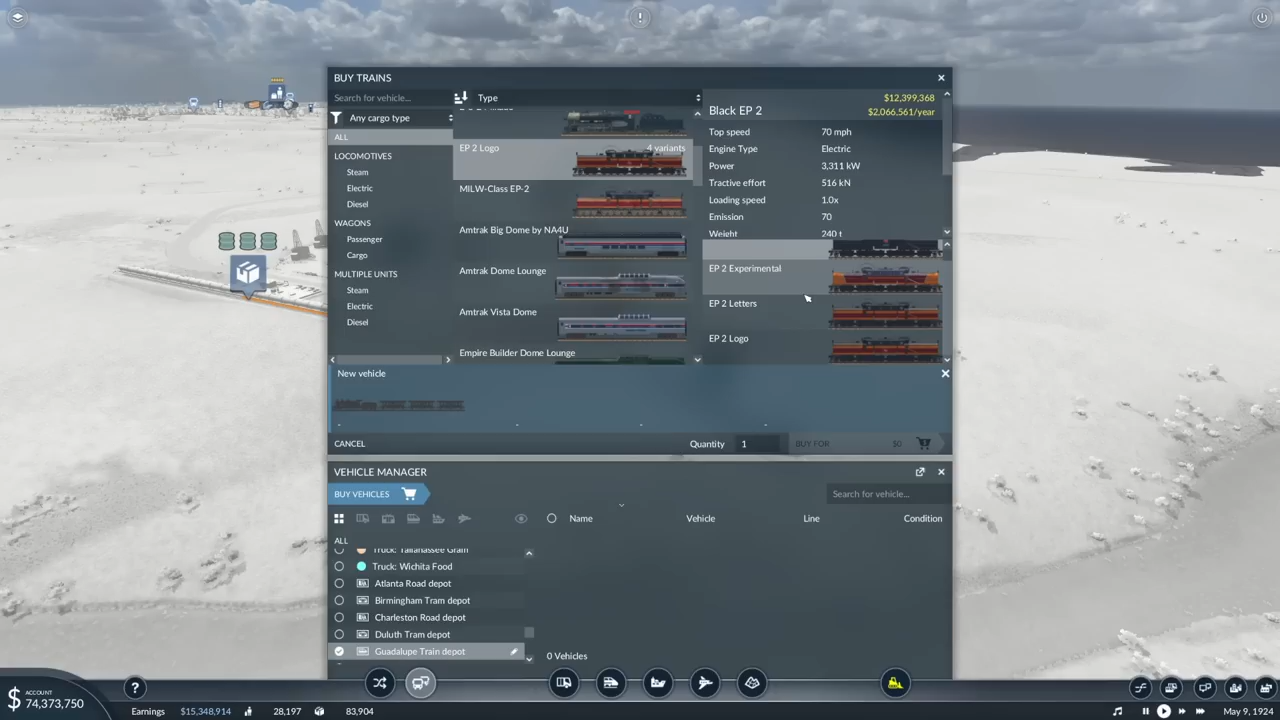 BUY TRAINS
Search for vehicle...
Type
Any cargo type
ALL
LOCOMOTIVES
Steam
Electric
Diesel
WAGONS
Passenger
Cargo
MULTIPLE UNITS
Steam
Electric
Diesel
EP 2 Logo
4 variants
MILW-Class EP-2
Amtrak Big Dome by NA4U
Amtrak Dome Lounge
Amtrak Vista Dome
Empire Builder Dome Lounge
$12,399,368
Black EP 2
$2,066,561/year
Top speed 70 mph
Engine Type Electric
Power 3,311 kW
Tractive effort 516 kN
Loading speed 1.0x
Emission 70
Weight 240 t
EP 2 Experimental
EP 2 Letters
EP 2 Logo
New vehicle
CANCEL
Quantity 1
BUY FOR $0
VEHICLE MANAGER
BUY VEHICLES
Search for vehicle...
Name Vehicle Line Condition
ALL
Truck: Tallahassee Grain
Truck: Wichita Food
Atlanta Road depot
Birmingham Tram depot
Charleston Road depot
Duluth Tram depot
Guadalupe Train depot
0 Vehicles
ACCOUNT
$ 74,373,750
?
Earnings $15,348,914 28,197 83,904
May 9, 1924